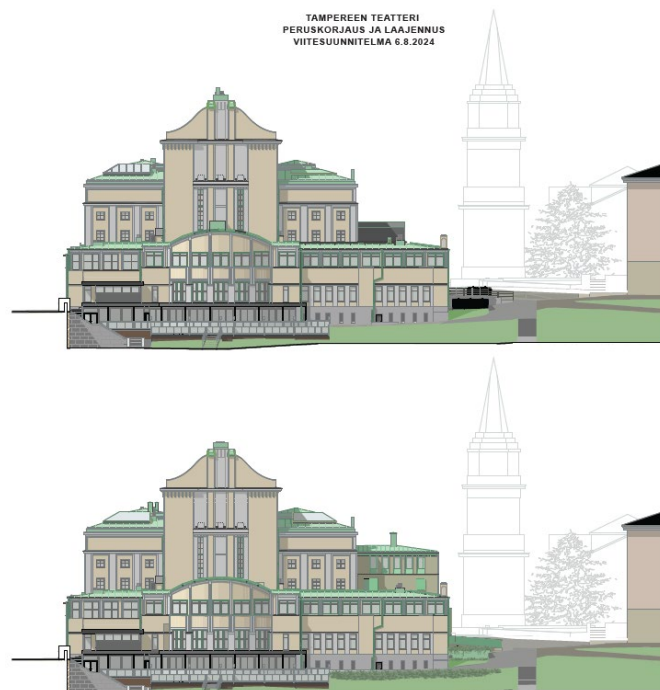 TAMPEREEN TEATTERI
PERUSKORJAUS JA LAAJENNUS
VIITESUUNNITELMA 6.8.2024